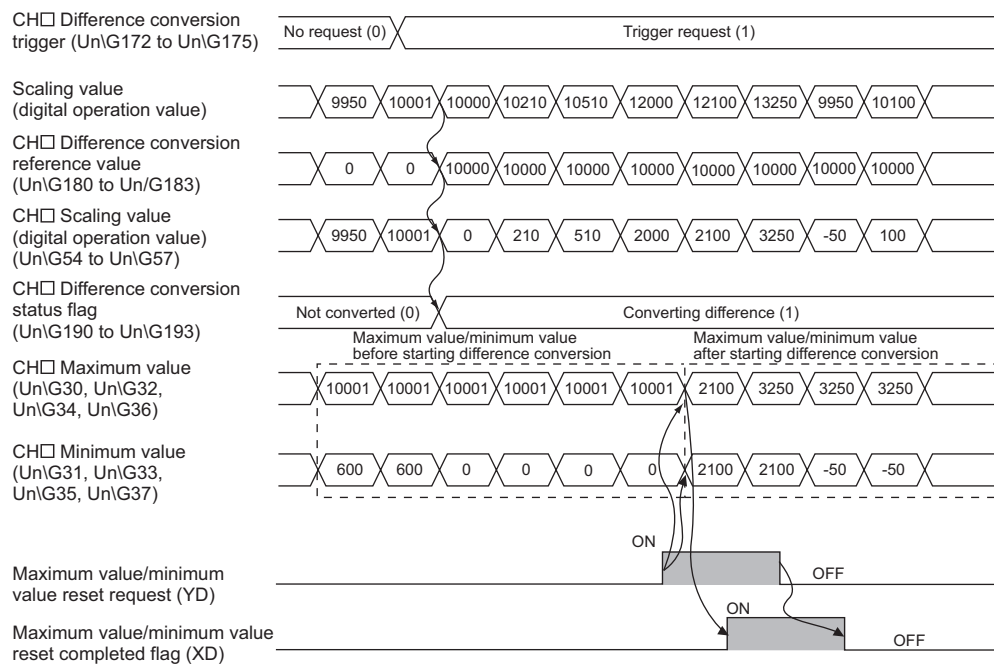 CH□ Difference conversion
trigger (Un\G172 to Un\G175)
No request (0)
Trigger request (1)
Scaling value
(digital operation value)
9950 10001 10000 10210 10510 12000 12100 13250 9950 10100
CH□ Difference conversion
reference value
(Un\G180 to Un/G183)
0 0 10000 10000 10000 10000 10000 10000 10000 10000
CH□ Scaling value
(digital operation value)
(Un\G54 to Un\G57)
9950 10001 0 210 510 2000 2100 3250 -50 100
CH□ Difference conversion
status flag
(Un\G190 to Un\G193)
Not converted (0)
Converting difference (1)
Maximum value/minimum value
before starting difference conversion
Maximum value/minimum value
after starting difference conversion
CH□ Maximum value
(Un\G30, Un\G32,
Un\G34, Un\G36)
10001 10001 10001 10001 10001 10001 2100 3250 3250 3250
CH□ Minimum value
(Un\G31, Un\G33,
Un\G35, Un\G37)
600 600 0 0 0 0 2100 2100 -50 -50
ON
OFF
Maximum value/minimum
value reset request (YD)
ON
OFF
Maximum value/minimum value
reset completed flag (XD)